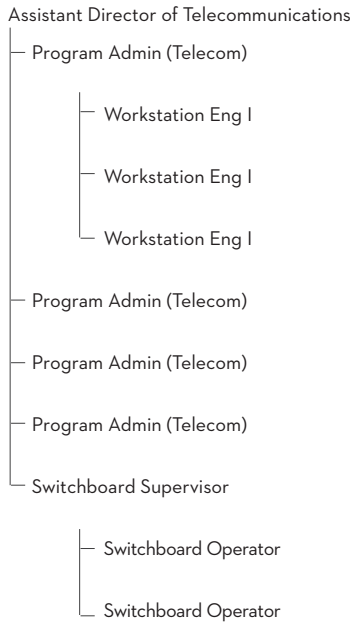 Assistant Director of Telecommunications
Program Admin (Telecom)
Workstation Eng I
Workstation Eng I
Workstation Eng I
Program Admin (Telecom)
Program Admin (Telecom)
Program Admin (Telecom)
Switchboard Supervisor
Switchboard Operator
Switchboard Operator